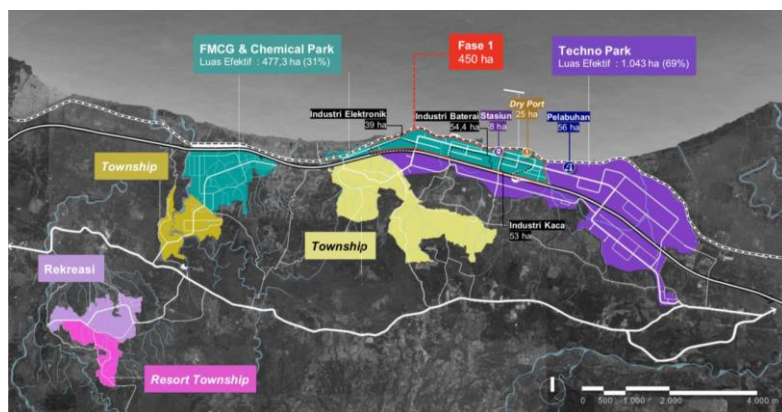 FMCG & Chemical Park
Luas Efektif : 477,3 ha (31%)
Fase 1
450 ha
Techno Park
Luas Efektif : 1.043 ha (69%)
Industri Elektronik
39 ha
Industri Baterai
54,4 ha
Stasiun
8 ha
Dry Port
25 ha
Pelabuhan
56 ha
Township
Township
Industri Kaca
53 ha
Rekreasi
Resort Township
0 500 1.000 2.000 4.000 m